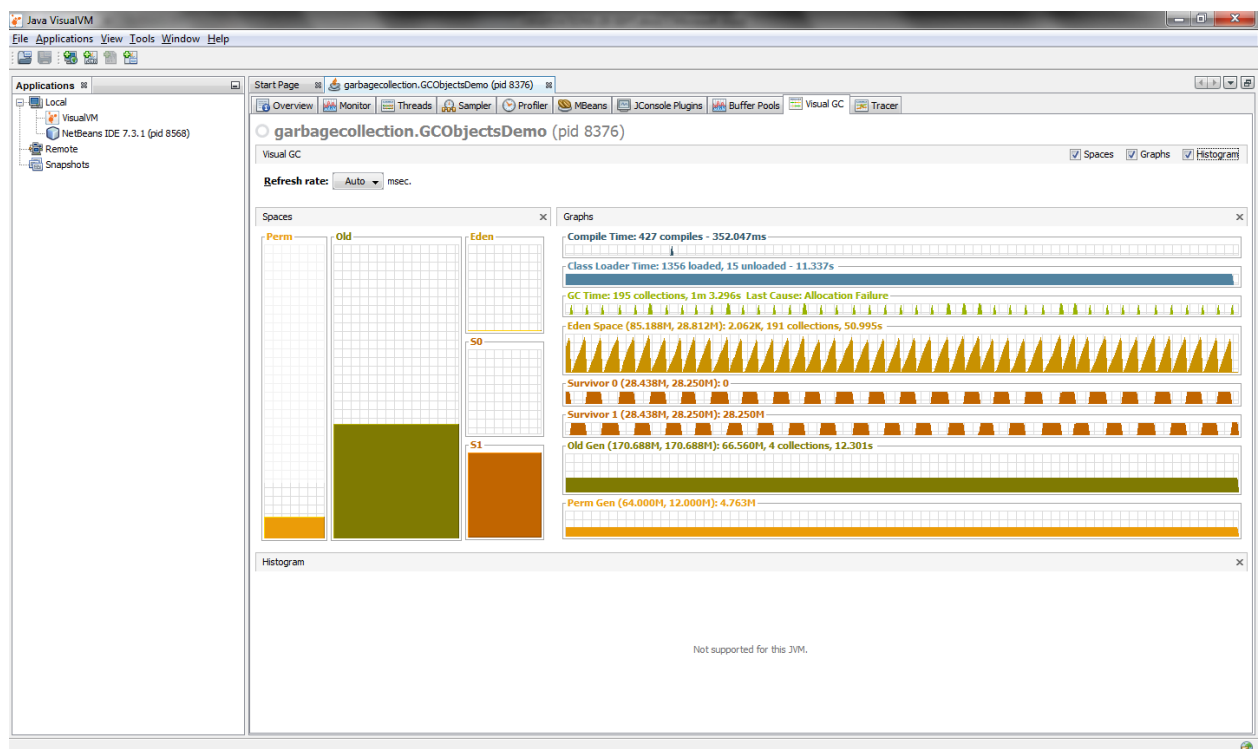 Java VisualVM
File Applications View Tools Window Help
Applications
Local
VisualVM
NetBeans IDE 7.3.1 (pid 8568)
Remote
Snapshots
Start Page garbagecollection.GCObjectsDemo (pid 8376)
Overview Monitor Threads Sampler Profiler MBeans JConsole Plugins Buffer Pools Visual GC Tracer
garbagecollection.GCObjectsDemo (pid 8376)
Visual GC Spaces Graphs Histogram
Refresh rate: Auto msec.
Spaces
Perm Old Eden
S0
S1
Graphs
Compile Time: 427 compiles - 352.047ms
Class Loader Time: 1356 loaded, 15 unloaded - 11.337s
GC Time: 195 collections, 1m 3.296s Last Cause: Allocation Failure
Eden Space (85.188M, 28.812M): 2.062K, 191 collections, 50.995s
Survivor 0 (28.438M, 28.250M): 0
Survivor 1 (28.438M, 28.250M): 28.250M
Old Gen (170.688M, 170.688M): 66.560M, 4 collections, 12.301s
Perm Gen (64.000M, 12.000M): 4.763M
Histogram
Not supported for this JVM.